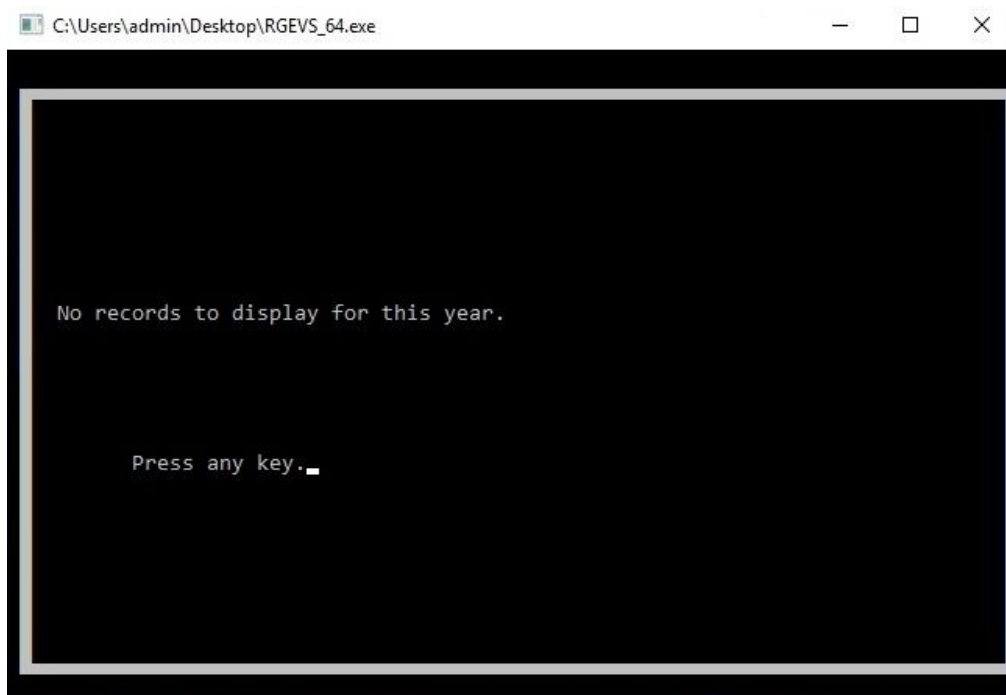 C:\Users\admin\Desktop\RGEVS_64.exe
No records to display for this year.
Press any key.